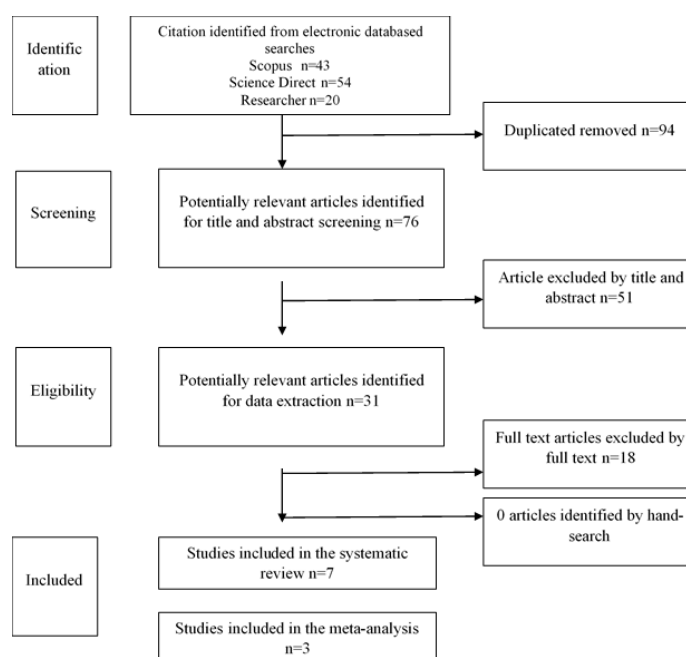 Identific
ation
Citation identified from electronic databased
searches
Scopus n=43
Science Direct n=54
Researcher n=20
Duplicated removed n=94
Screening
Potentially relevant articles identified
for title and abstract screening n=76
Article excluded by title and
abstract n=51
Eligibility
Potentially relevant articles identified
for data extraction n=31
Full text articles excluded by
full text n=18
0 articles identified by hand-
search
Included
Studies included in the systematic
review n=7
Studies included in the meta-analysis
n=3